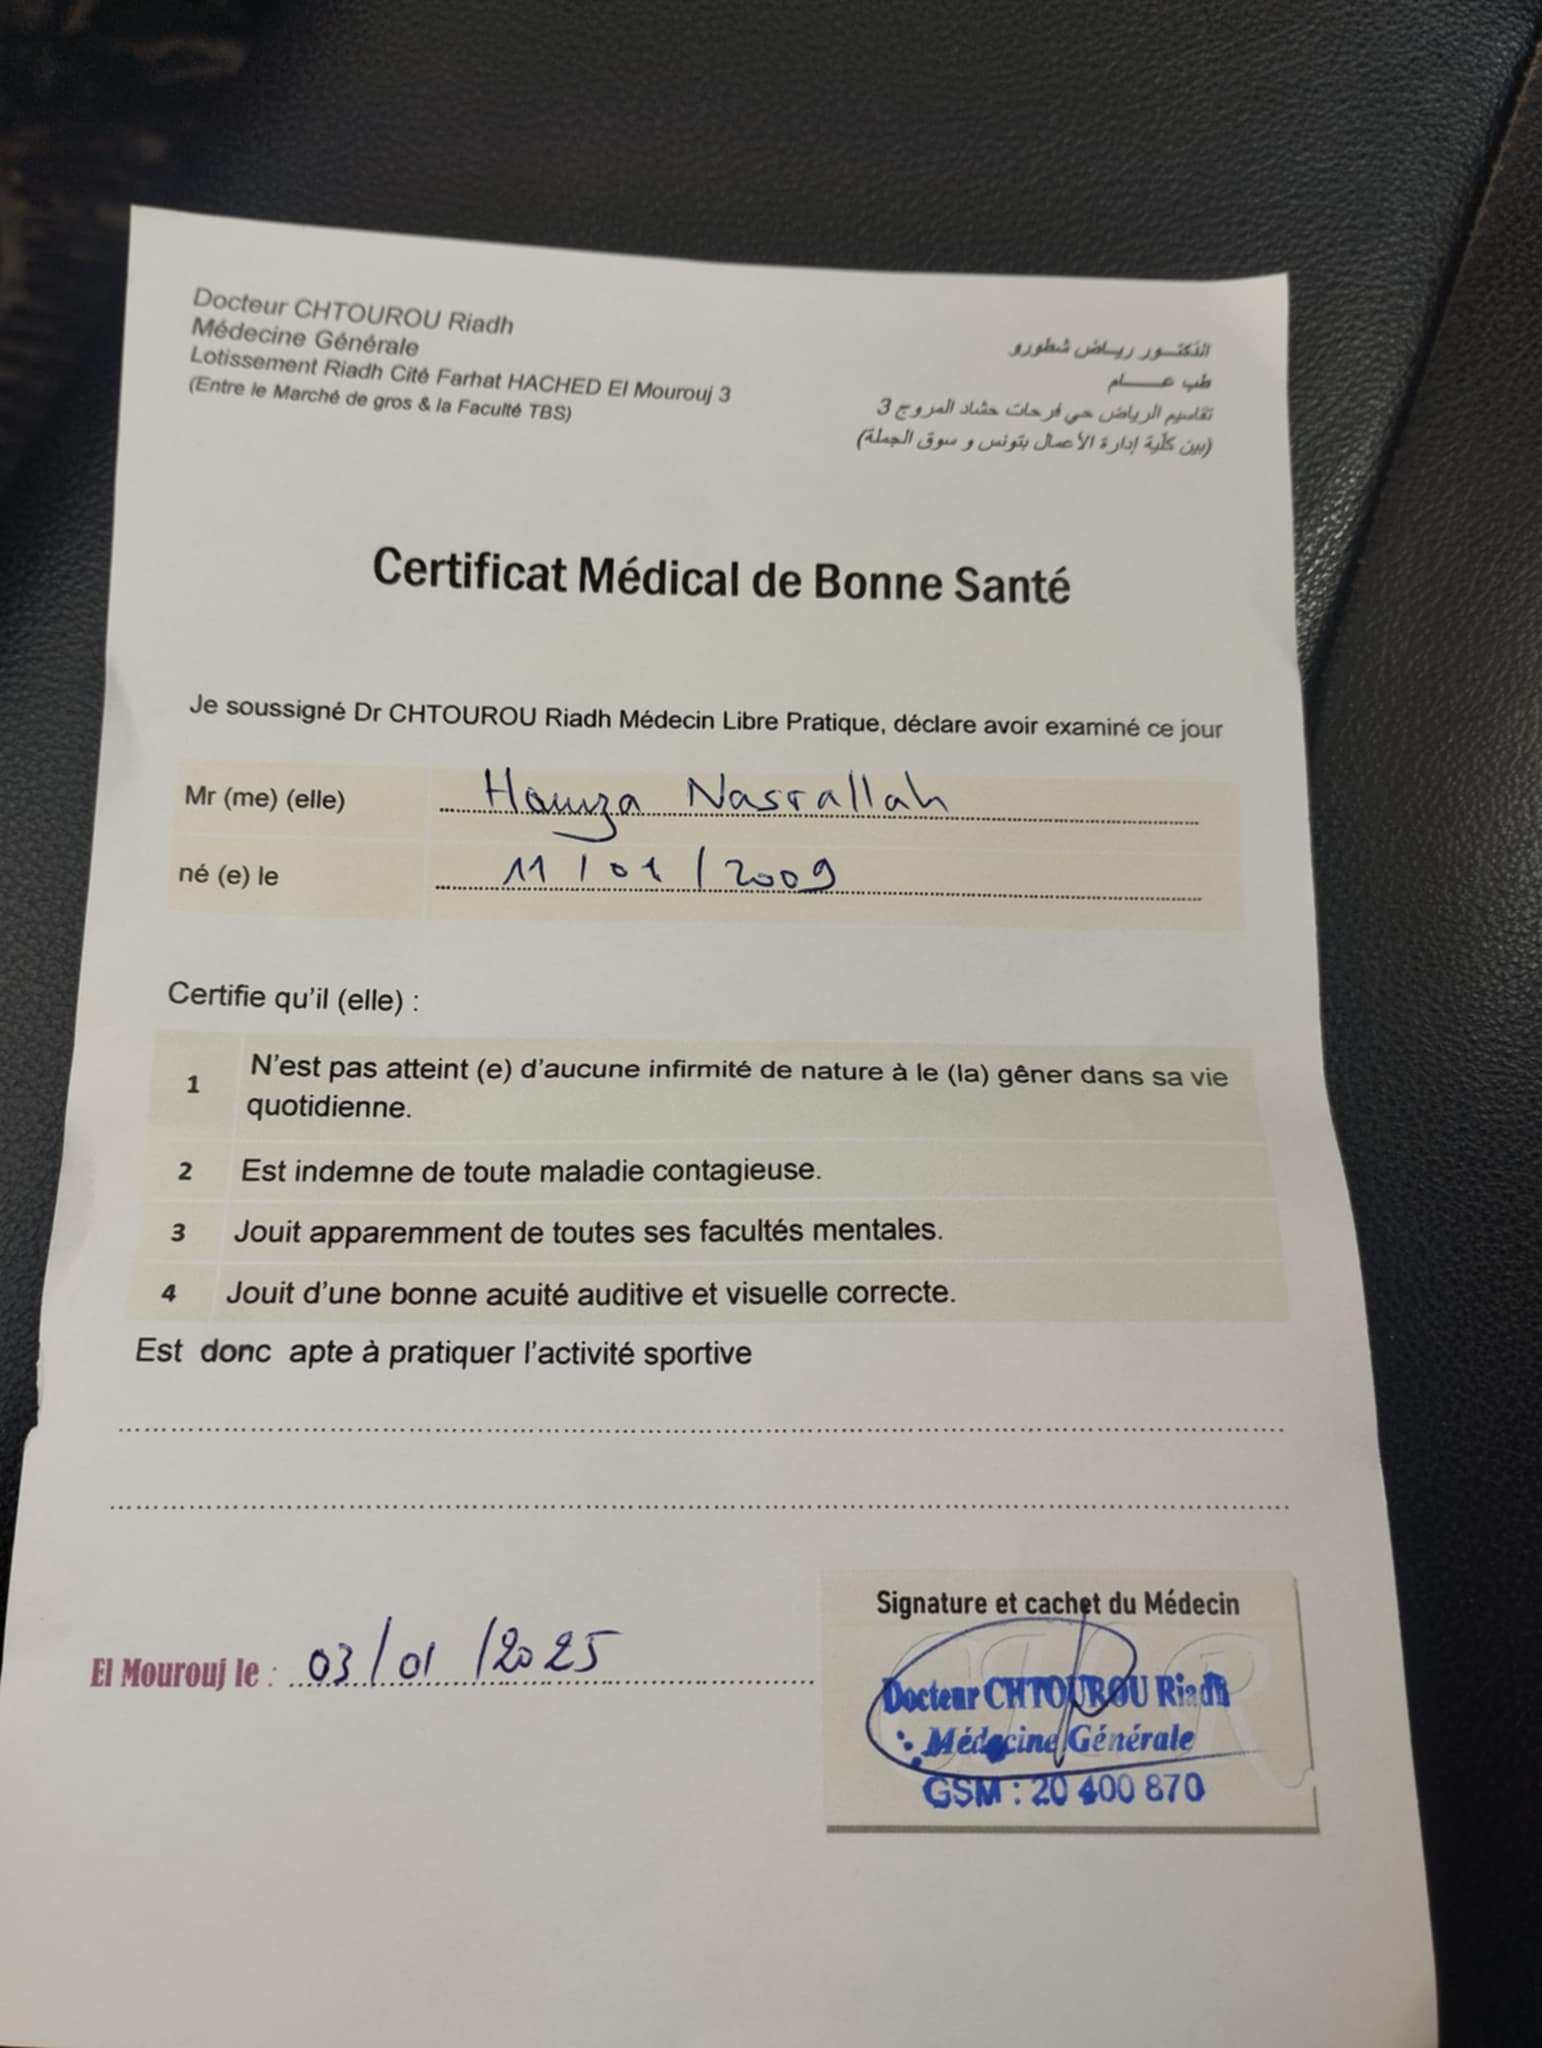 Docteur CHTOUROU Riadh
Médecine Générale
Lotissement Riadh Cité Farhat HACHED El Mourouj 3
(Entre le Marché de gros & la Faculté TBS)
الدكتور رياض شطورو
طب عام
تقاسيم الرياض حي فرحات حشاد المروج 3
(بين كلية إدارة الأعمال بتونس و سوق الجملة)
Certificat Médical de Bonne Santé
Je soussigné Dr CHTOUROU Riadh Médecin Libre Pratique, déclare avoir examiné ce jour
Mr (me) (elle) Hamza Nasrallah
né (e) le 11/01/2009
Certifie qu'il (elle) :
1 N'est pas atteint (e) d'aucune infirmité de nature à le (la) gêner dans sa vie
quotidienne.
2 Est indemne de toute maladie contagieuse.
3 Jouit apparemment de toutes ses facultés mentales.
4 Jouit d'une bonne acuité auditive et visuelle correcte.
Est donc apte à pratiquer l'activité sportive
El Mourouj le : 03/01/2025
Signature et cachet du Médecin
Docteur CHTOUROU Riadh
Médecine Générale
GSM : 20 400 870